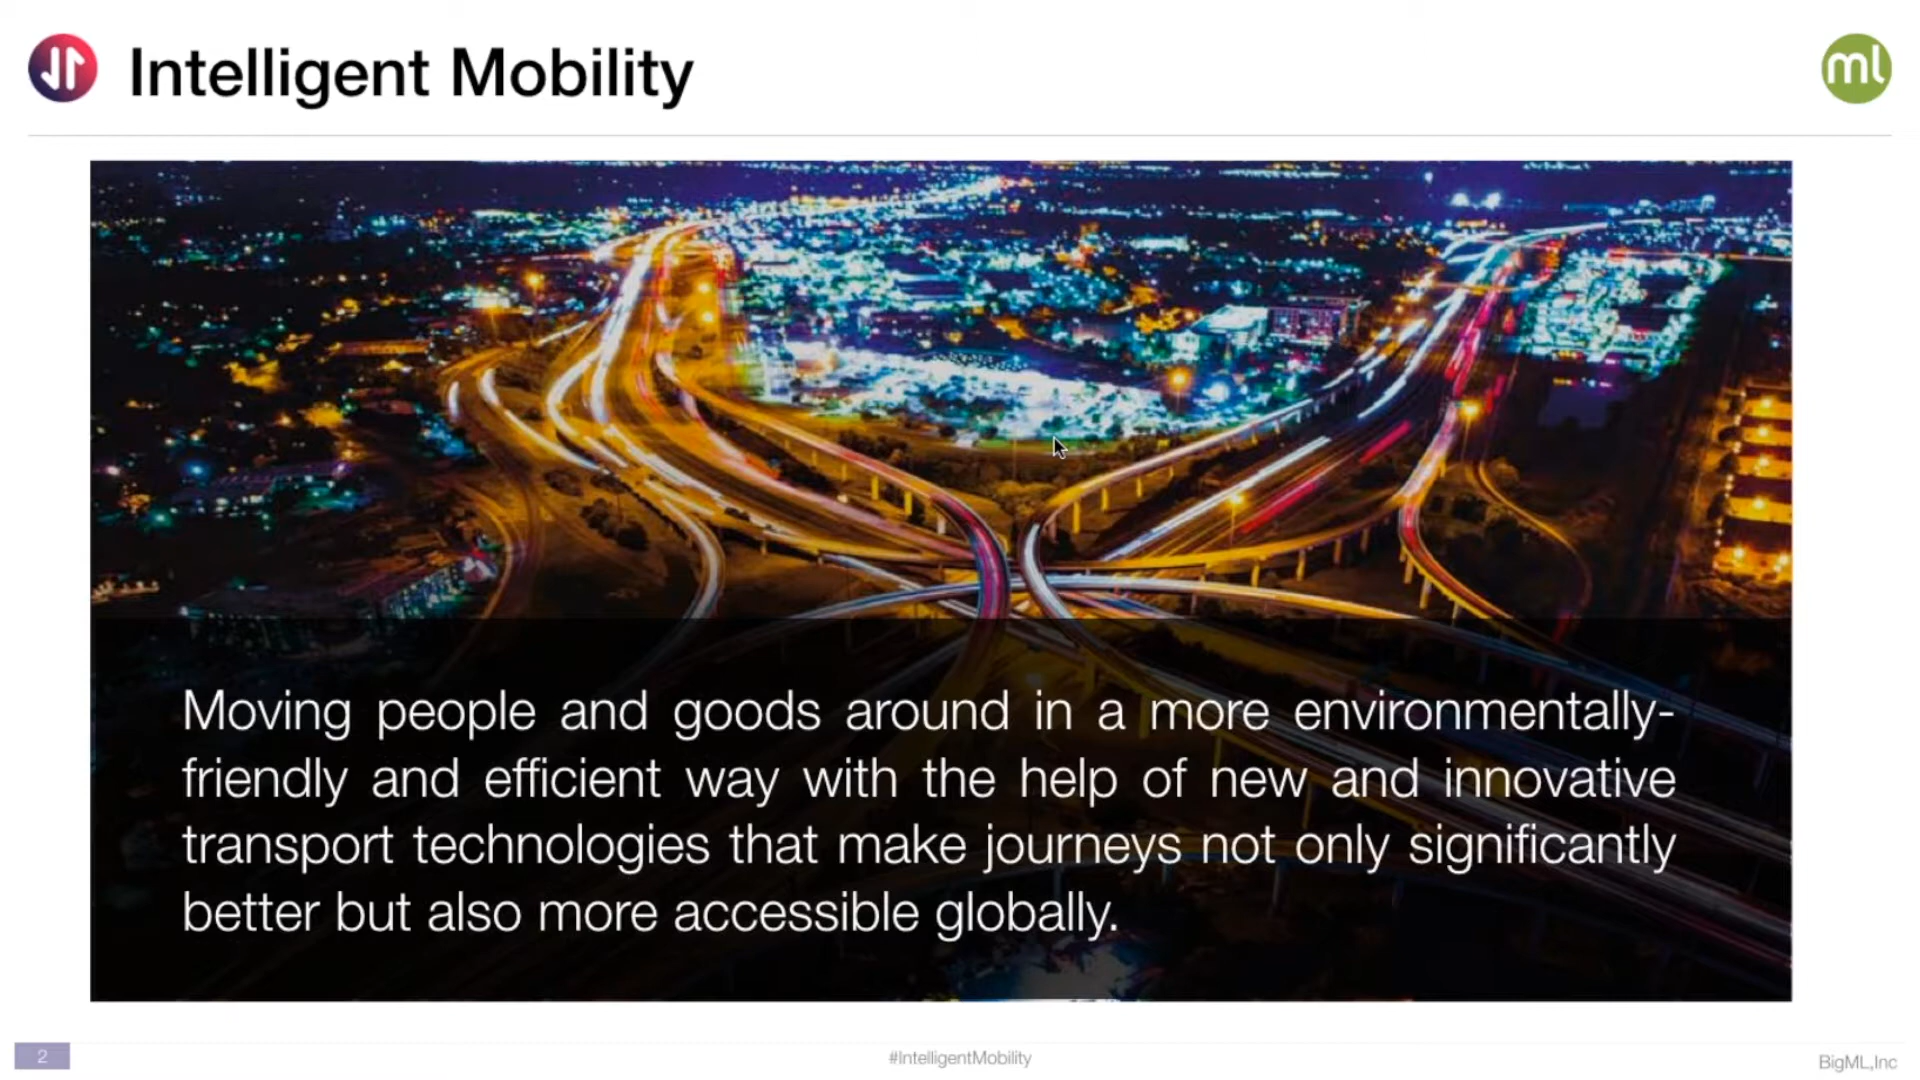 Intelligent Mobility
ml
Moving people and goods around in a more environmentally-
friendly and efficient way with the help of new and innovative
transport technologies that make journeys not only significantly
better but also more accessible globally.
2
#IntelligentMobility
BigML,Inc